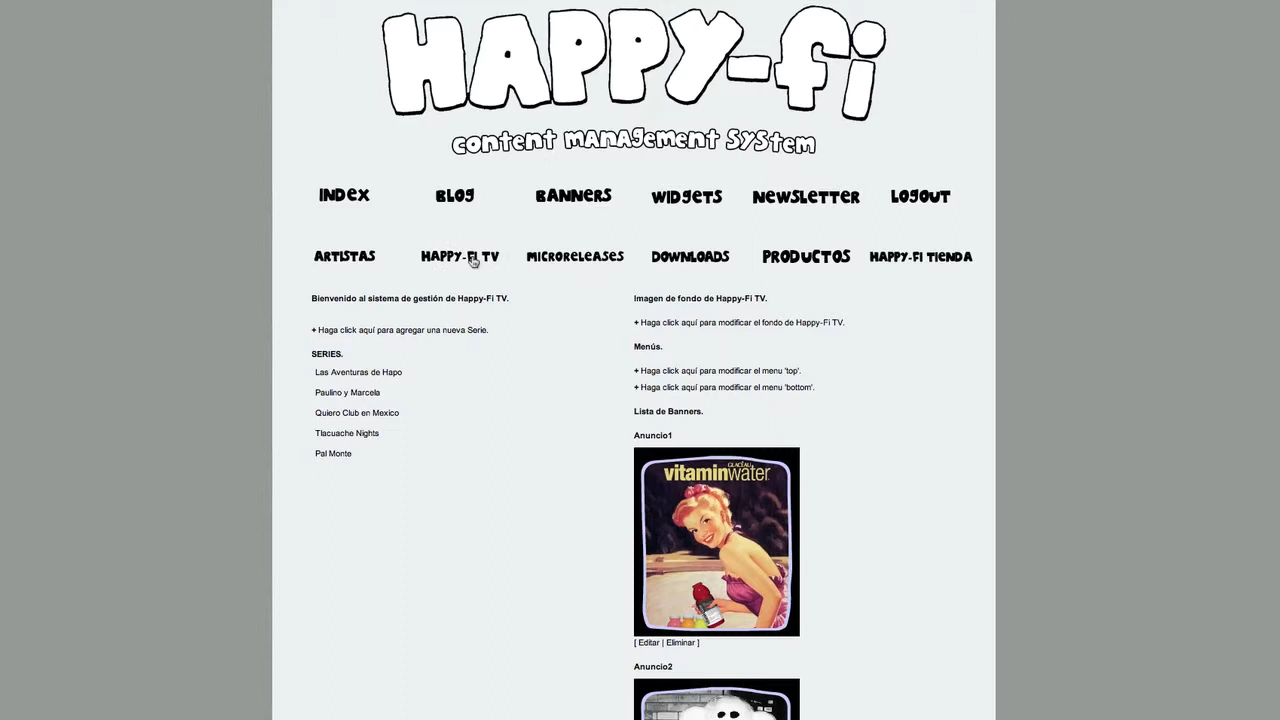 HAPPY-fi
content management system
INDEX BLOG BANNERS WIDGETS NEWSLETTER LOGOUT
ARTISTAS HAPPY-FI TV MICRORELEASES DOWNLOADS PRODUCTOS HAPPY-FI TIENDA
Bienvenido al sistema de gestión de Happy-Fi TV.
+ Haga click aquí para agregar una nueva Serie.
SERIES.
Las Aventuras de Hapo
Paulino y Marcela
Quiero Club en Mexico
Tlacuache Nights
Pal Monte
Imagen de fondo de Happy-Fi TV.
+ Haga click aquí para modificar el fondo de Happy-Fi TV.
Menús.
+ Haga click aquí para modificar el menu 'top'.
+ Haga click aquí para modificar el menu 'bottom'.
Lista de Banners.
Anuncio1
GLACÉAU
vitaminwater
[ Editar | Eliminar ]
Anuncio2